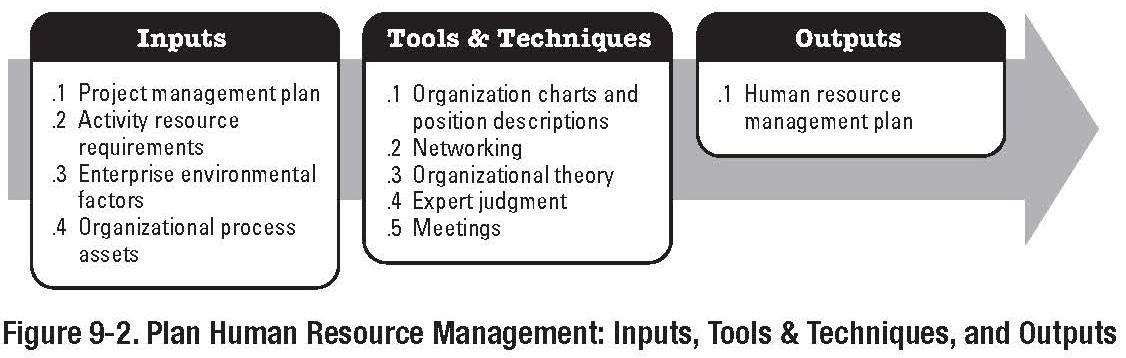 Inputs
.1 Project management plan
.2 Activity resource
requirements
.3 Enterprise environmental
factors
.4 Organizational process
assets
Tools & Techniques
.1 Organization charts and
position descriptions
.2 Networking
.3 Organizational theory
.4 Expert judgment
.5 Meetings
Outputs
.1 Human resource
management plan
Figure 9-2. Plan Human Resource Management: Inputs, Tools & Techniques, and Outputs